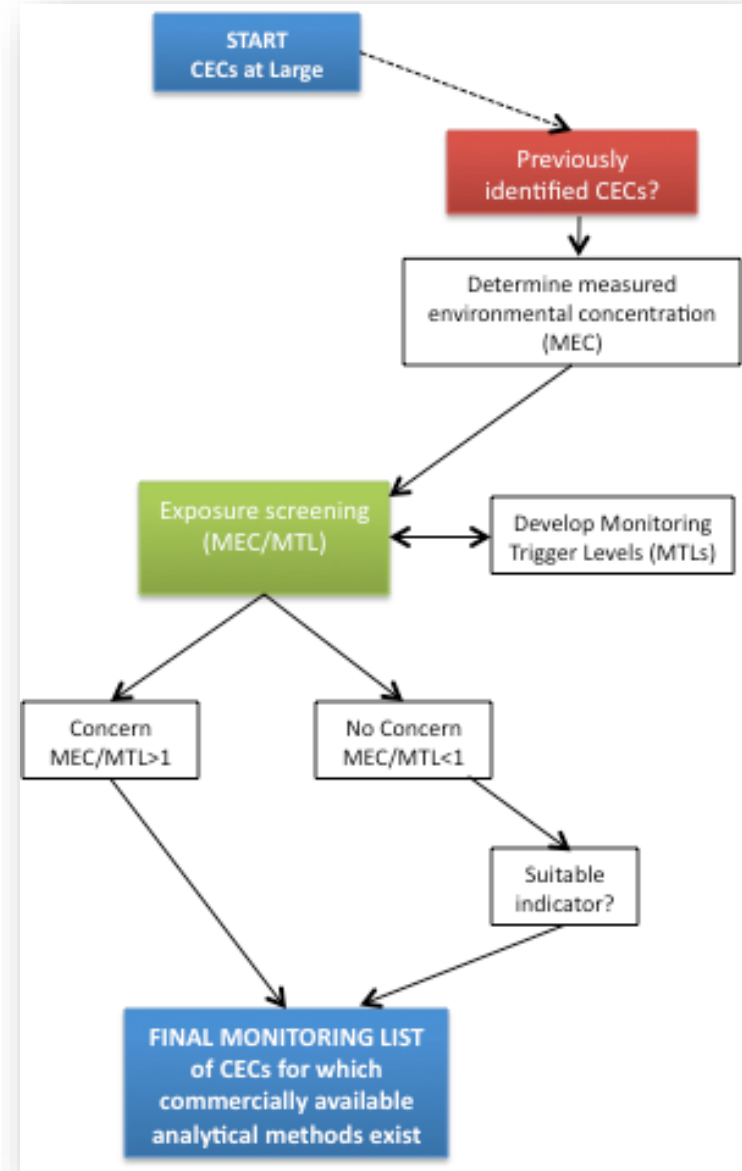 START
CECs at Large
Previously
identified CECs?
Determine measured
environmental concentration
(MEC)
Exposure screening
(MEC/MTL)
Develop Monitoring
Trigger Levels (MTLs)
Concern
MEC/MTL>1
No Concern
MEC/MTL<1
Suitable
indicator?
FINAL MONITORING LIST
of CECs for which
commercially available
analytical methods exist